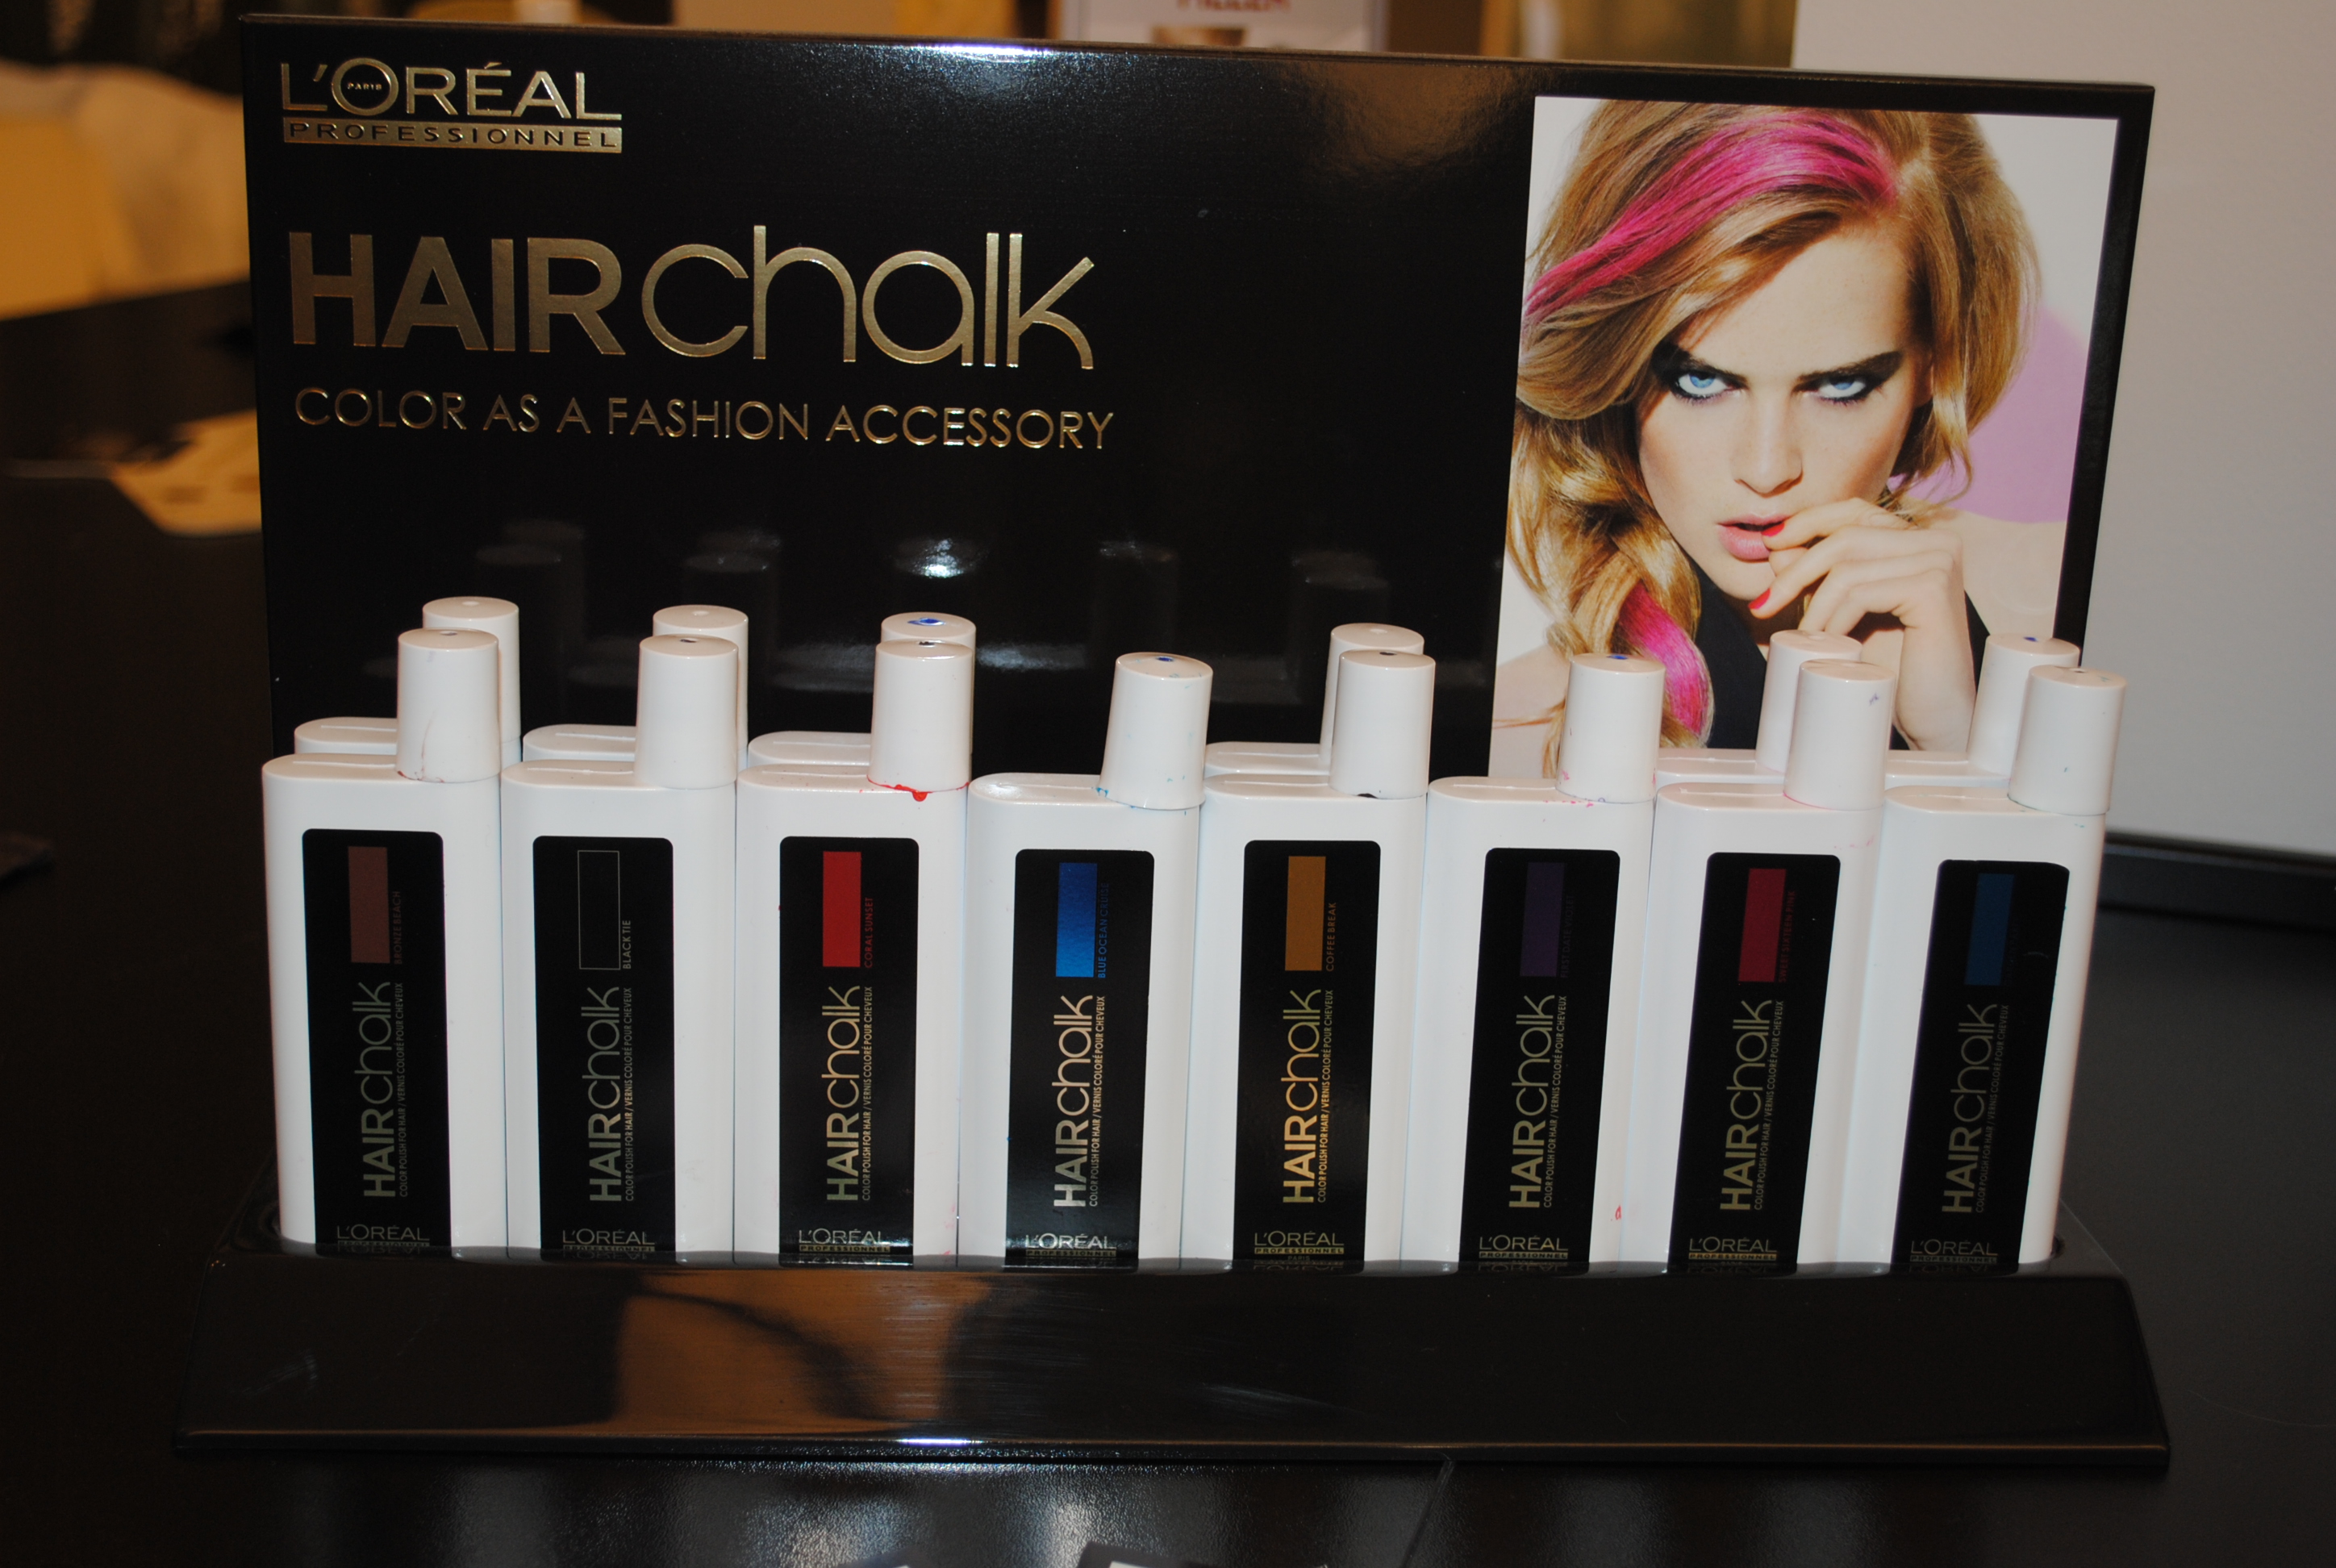 L'ORÉAL
PARIS
PROFESSIONNEL
HAIRchalk
COLOR AS A FASHION ACCESSORY
BRONZE BEACH
HAIRchalk
COLOR POLISH FOR HAIR / VERNIS COLORÉ POUR CHEVEUX
L'ORÉAL
PROFESSIONNEL
BLACK TIE
HAIRchalk
COLOR POLISH FOR HAIR / VERNIS COLORÉ POUR CHEVEUX
L'ORÉAL
PROFESSIONNEL
CORAL SUNSET
HAIRchalk
COLOR POLISH FOR HAIR / VERNIS COLORÉ POUR CHEVEUX
L'ORÉAL
PROFESSIONNEL
BLUE OCEAN CRUISE
HAIRchalk
COLOR POLISH FOR HAIR / VERNIS COLORÉ POUR CHEVEUX
L'ORÉAL
PROFESSIONNEL
COFFEE BREAK
HAIRchalk
COLOR POLISH FOR HAIR / VERNIS COLORÉ POUR CHEVEUX
L'ORÉAL
PROFESSIONNEL
HAIRchalk
COLOR POLISH FOR HAIR / VERNIS COLORÉ POUR CHEVEUX
L'ORÉAL
PROFESSIONNEL
SWEET SIXTEEN PINK
HAIRchalk
COLOR POLISH FOR HAIR / VERNIS COLORÉ POUR CHEVEUX
L'ORÉAL
PROFESSIONNEL
HAIRchalk
COLOR POLISH FOR HAIR / VERNIS COLORÉ POUR CHEVEUX
L'ORÉAL
PROFESSIONNEL